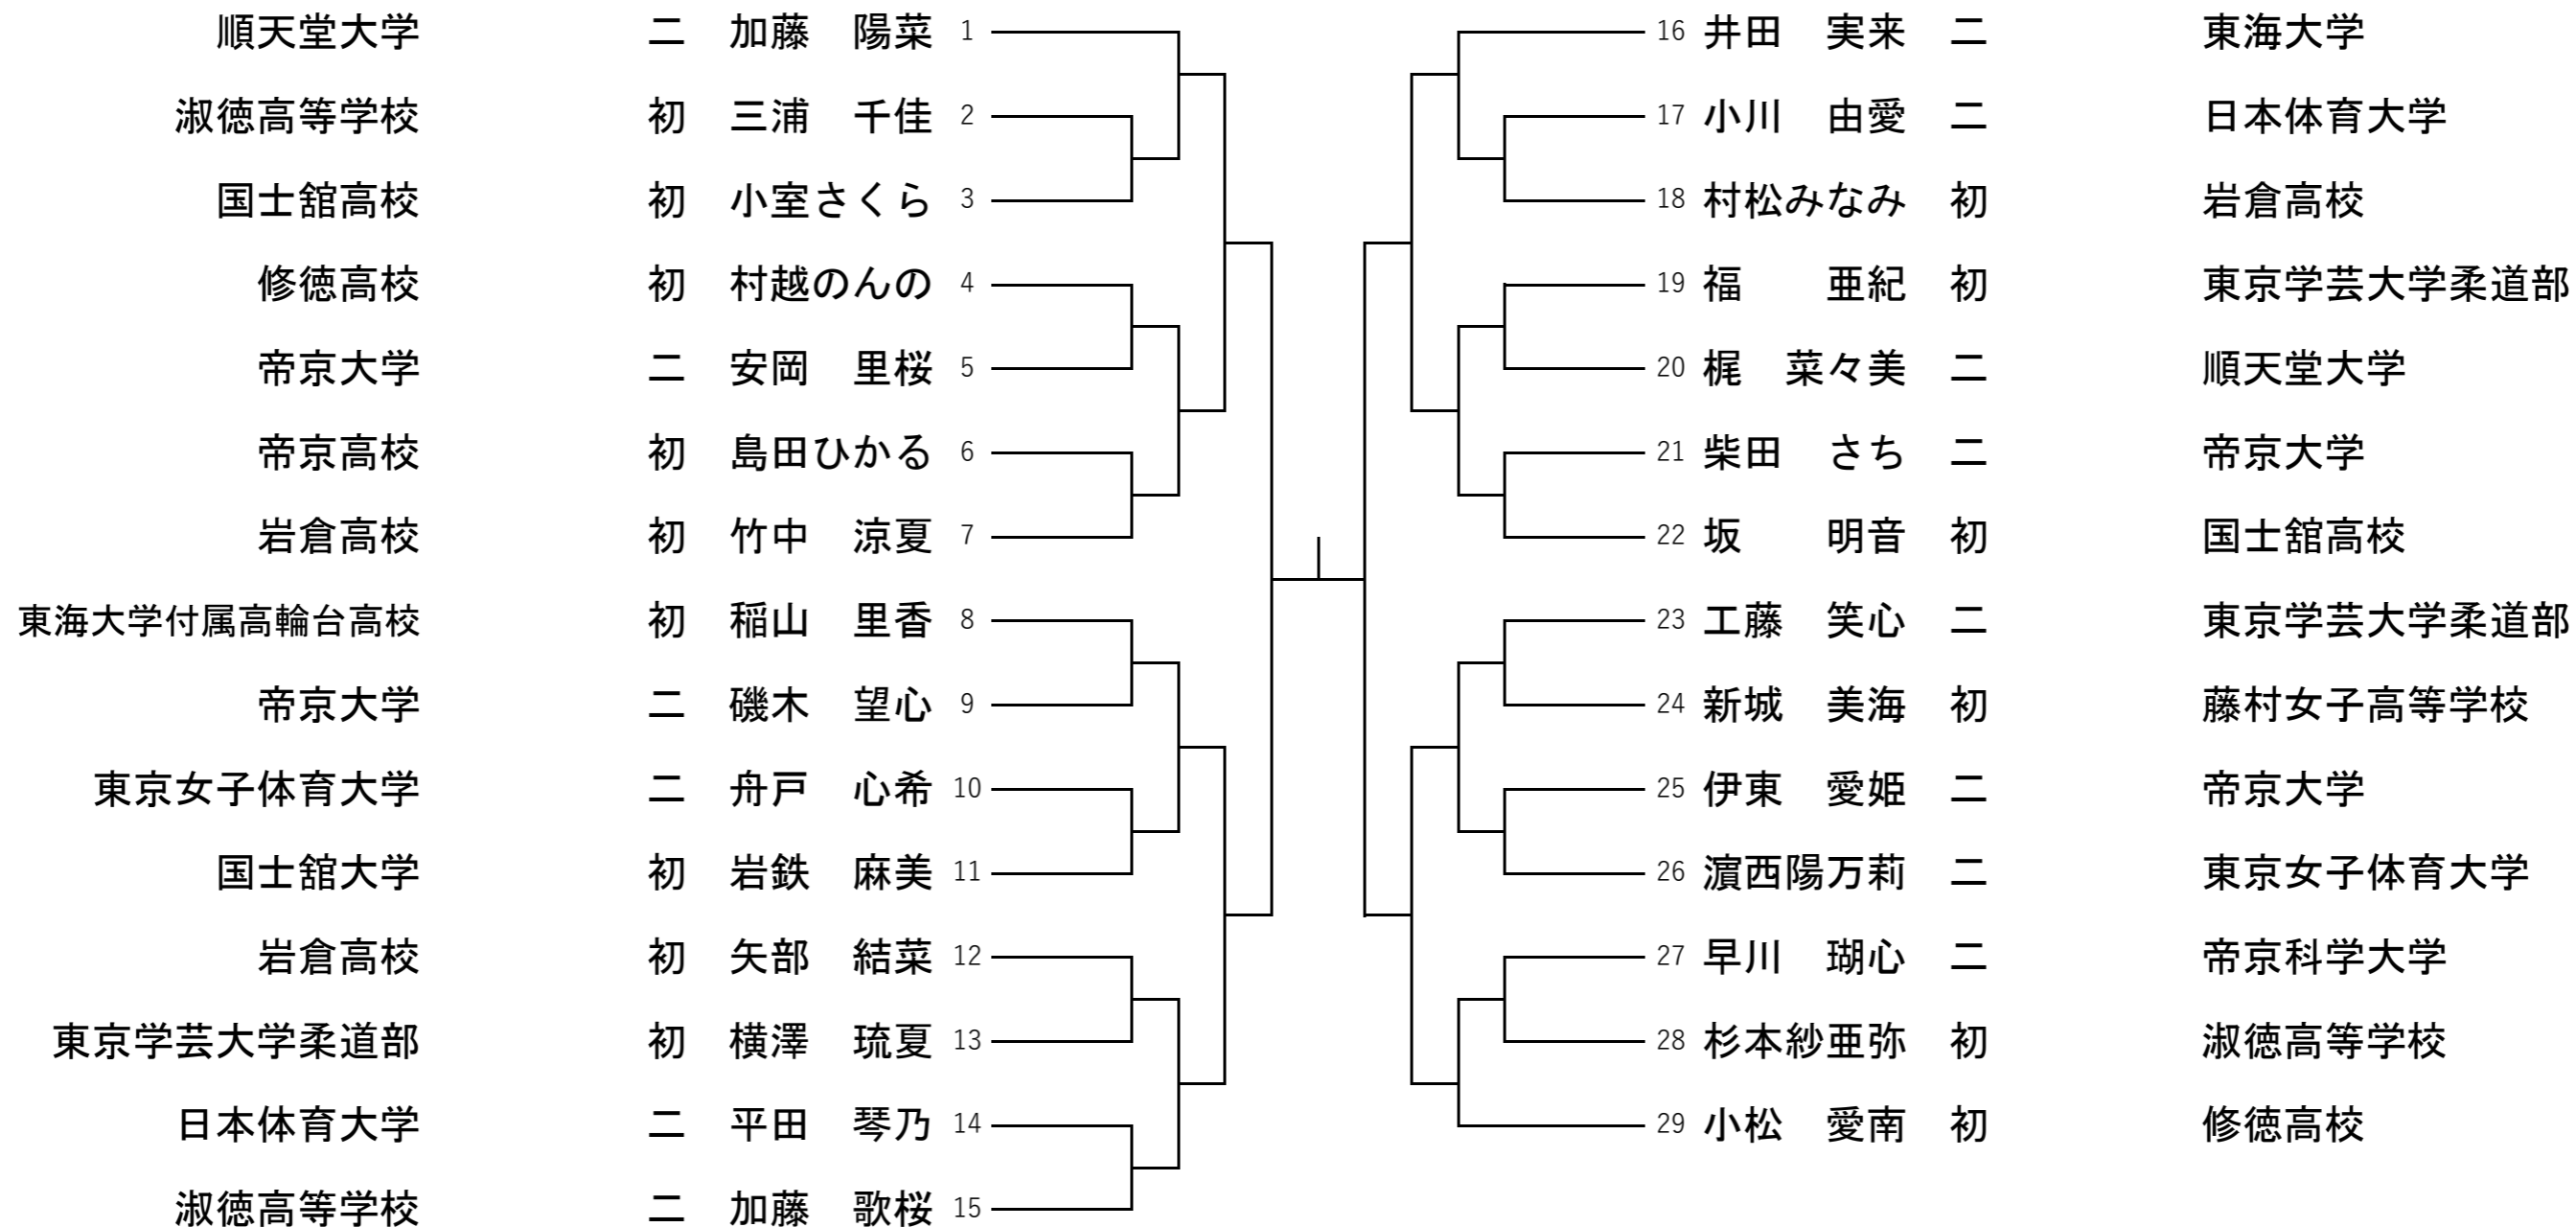 順天堂大学 二 加藤 陽菜 1
淑徳高等学校 初 三浦 千佳 2
国士舘高校 初 小室さくら 3
修徳高校 初 村越のんの 4
帝京大学 二 安岡 里桜 5
帝京高校 初 島田ひかる 6
岩倉高校 初 竹中 涼夏 7
東海大学付属高輪台高校 初 稲山 里香 8
帝京大学 二 磯木 望心 9
東京女子体育大学 二 舟戸 心希 10
国士舘大学 初 岩鉄 麻美 11
岩倉高校 初 矢部 結菜 12
東京学芸大学柔道部 初 横澤 琉夏 13
日本体育大学 二 平田 琴乃 14
淑徳高等学校 二 加藤 歌桜 15
16 井田 実来 二 東海大学
17 小川 由愛 二 日本体育大学
18 村松みなみ 初 岩倉高校
19 福 亜紀 初 東京学芸大学柔道部
20 梶 菜々美 二 順天堂大学
21 柴田 さち 二 帝京大学
22 坂 明音 初 国士舘高校
23 工藤 笑心 二 東京学芸大学柔道部
24 新城 美海 初 藤村女子高等学校
25 伊東 愛姫 二 帝京大学
26 濵西陽万莉 二 東京女子体育大学
27 早川 瑚心 二 帝京科学大学
28 杉本紗亜弥 初 淑徳高等学校
29 小松 愛南 初 修徳高校